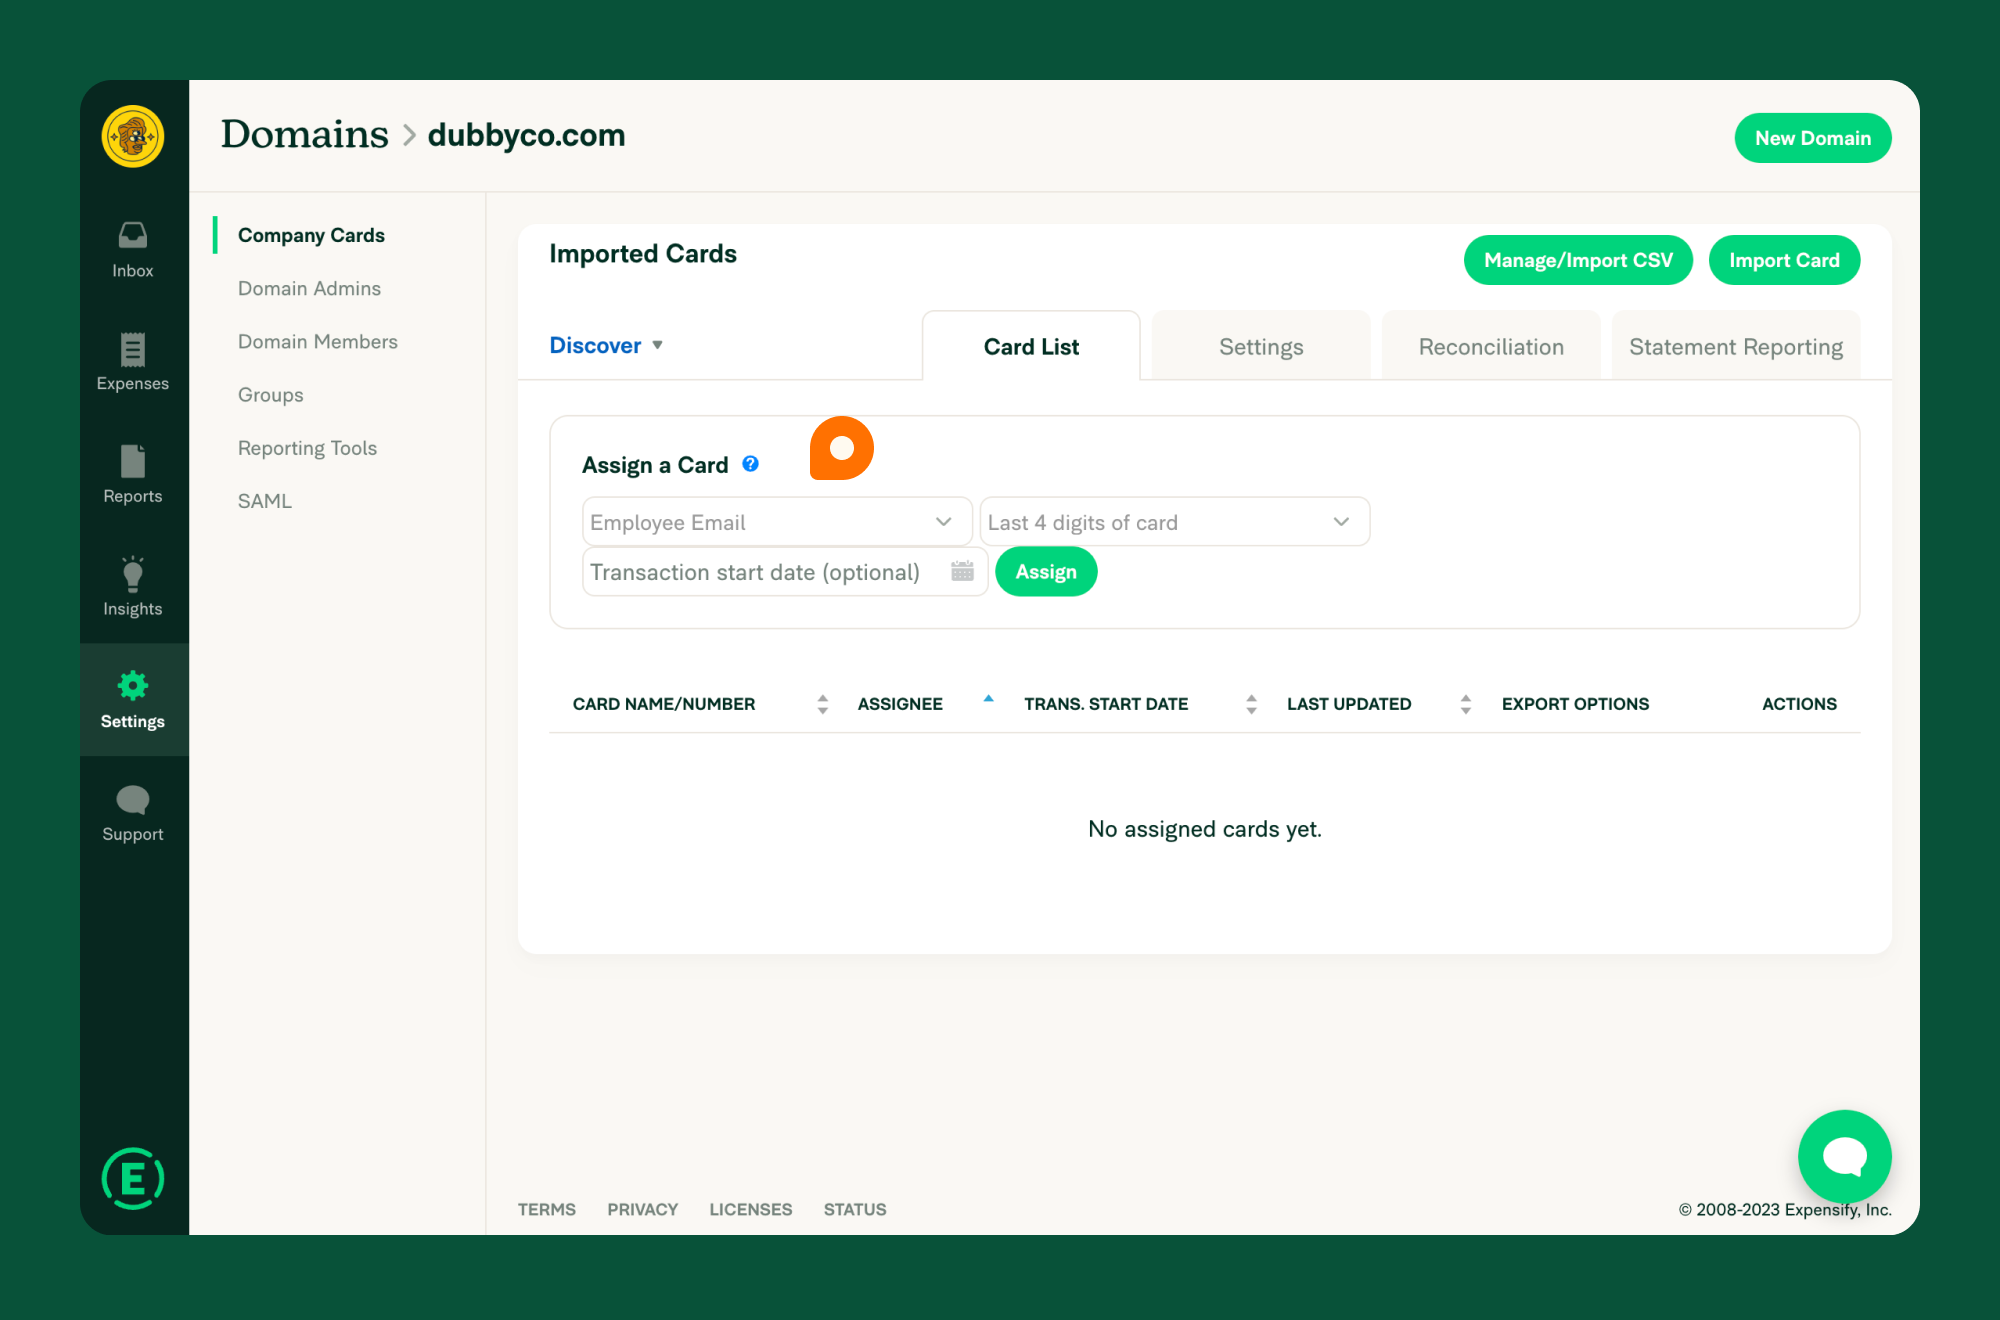 Domains > dubbyco.com
New Domain
Inbox
Expenses
Reports
Insights
Settings
Support
E
Company Cards
Domain Admins
Domain Members
Groups
Reporting Tools
SAML
Imported Cards
Manage/Import CSV
Import Card
Discover
Card List
Settings
Reconciliation
Statement Reporting
Assign a Card ?
Employee Email
Last 4 digits of card
Transaction start date (optional)
Assign
CARD NAME/NUMBER ASSIGNEE TRANS. START DATE LAST UPDATED EXPORT OPTIONS ACTIONS
No assigned cards yet.
TERMS PRIVACY LICENSES STATUS
© 2008-2023 Expensify, Inc.